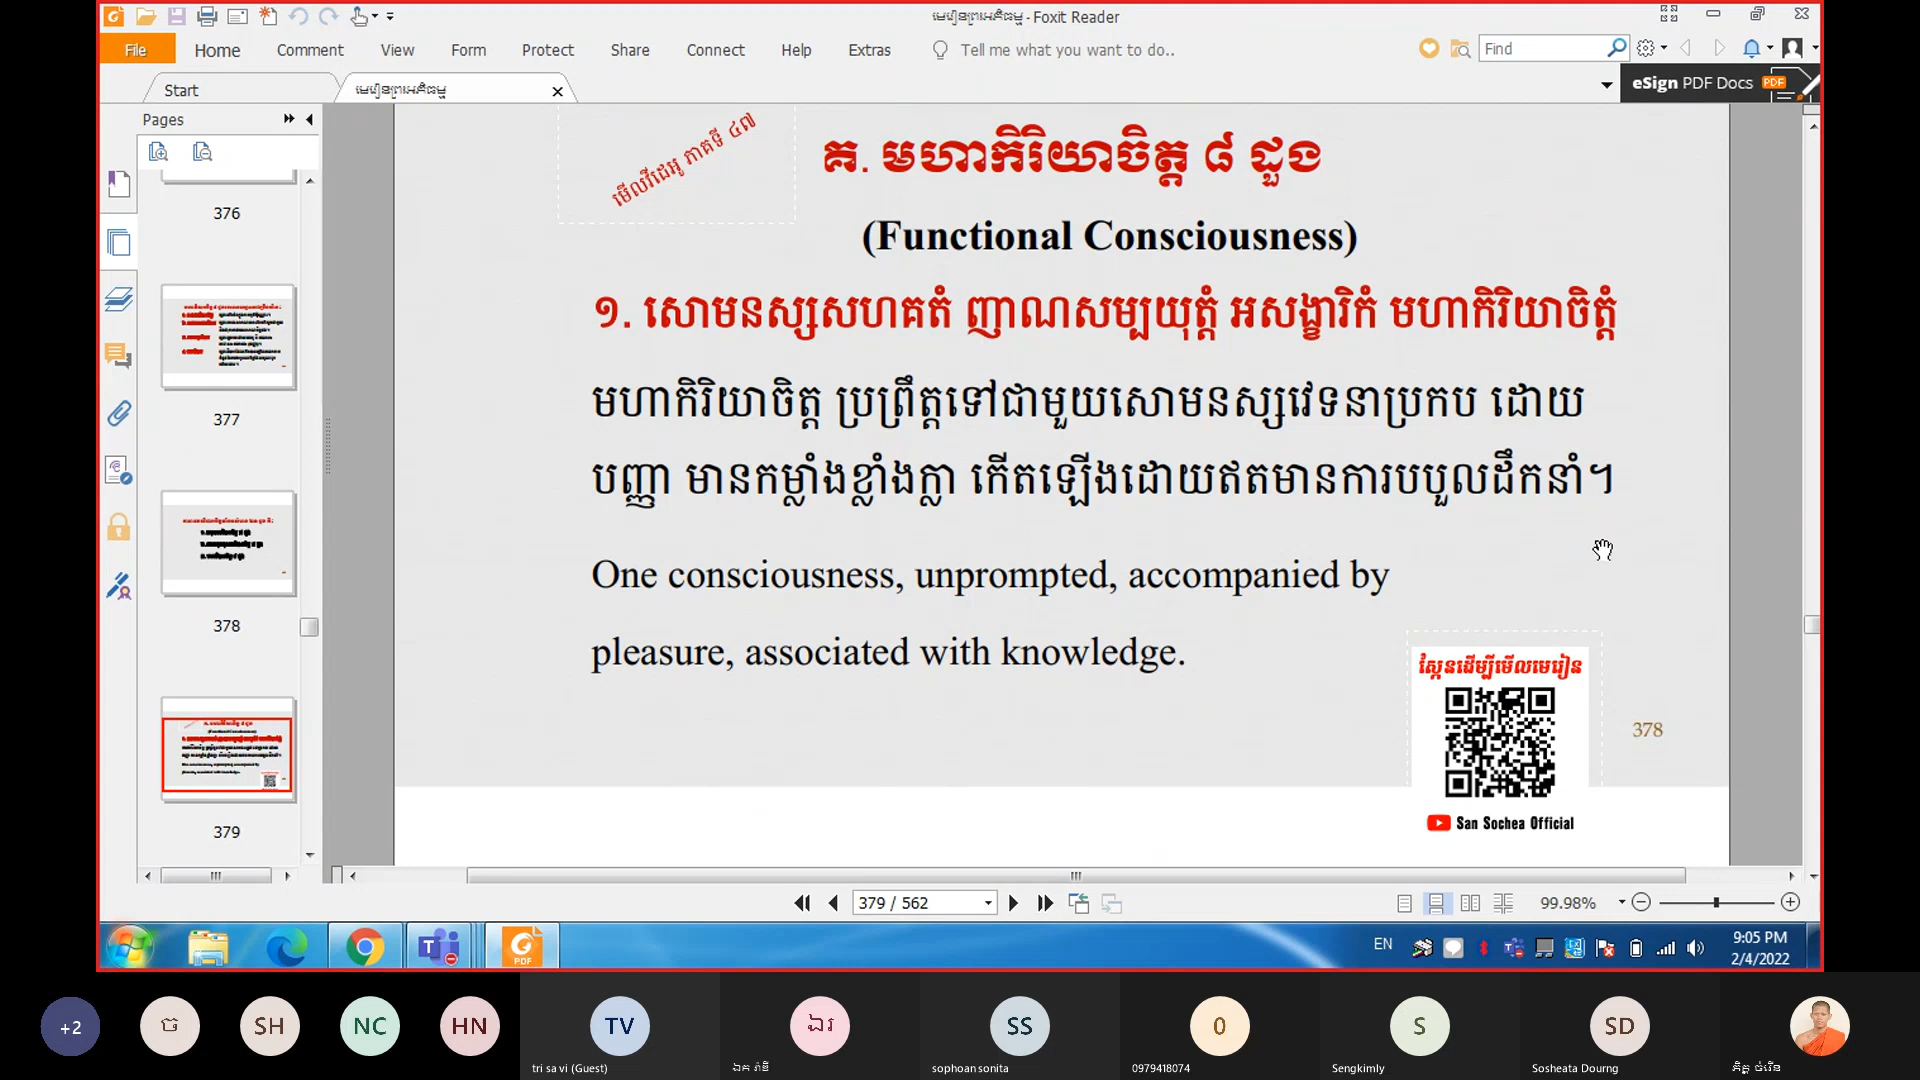 មេរៀនព្រះអភិធម្ម - Foxit Reader
File Home Comment View Form Protect Share Connect Help Extras Tell me what you want to do.. Find
Start មេរៀនព្រះអភិធម្ម eSign PDF Docs PDF
Pages
376
377
378
379
មើលវីដេអូ ភាគទី ៤៧
គ. មហាកិរិយាចិត្ត ៨ ដួង
(Functional Consciousness)
១. សោមនស្សសហគតំ ញាណសម្បយុត្តំ អសង្ខារិកំ មហាកិរិយាចិត្តំ
មហាកិរិយាចិត្ត ប្រព្រឹត្តទៅជាមួយសោមនស្សវេទនាប្រកប ដោយ
បញ្ញា មានកម្លាំងខ្លាំងក្លា កើតឡើងដោយឥតមានការបបួលដឹកនាំ។
One consciousness, unprompted, accompanied by
pleasure, associated with knowledge.
ស្កែនដើម្បីមើលមេរៀន
San Sochea Official
378
379 / 562
99.98%
EN
9:05 PM
2/4/2022
+2 ច SH NC HN TV ឯរ SS 0 S SD
tri sa vi (Guest) ឯក រ៉ានី sophoan sonita 0979418074 Sengkimly Sosheata Dourng ភិក្ខុ ចំរើន